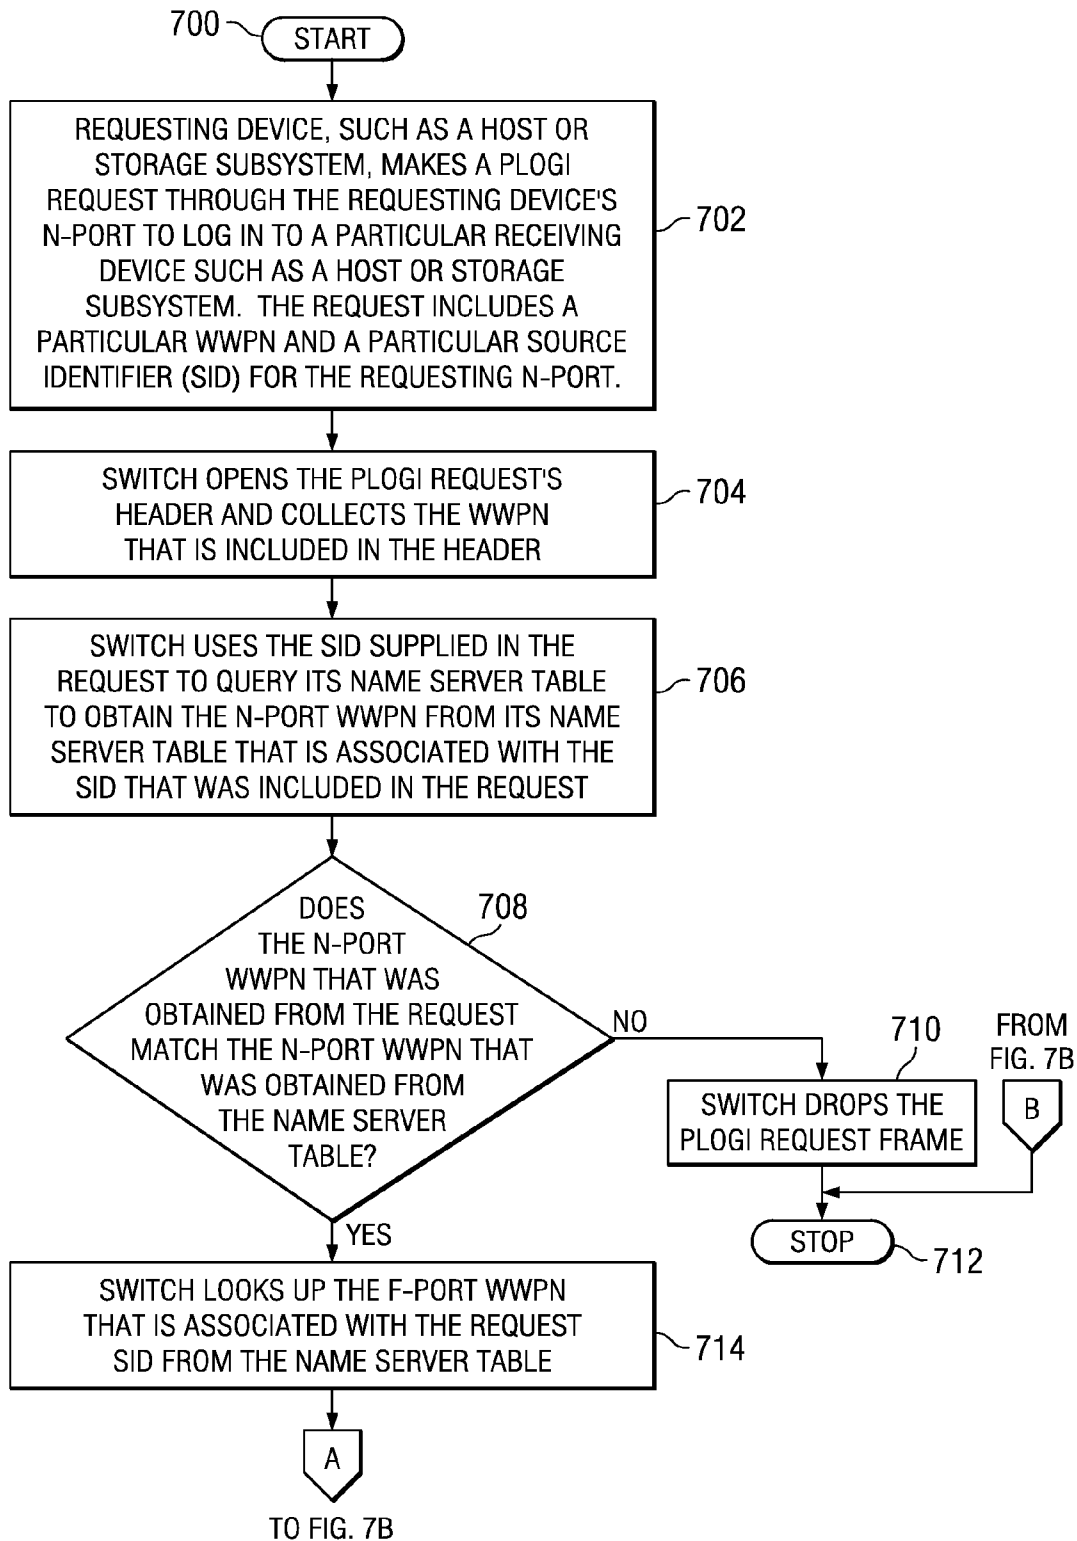 700
START
REQUESTING DEVICE, SUCH AS A HOST OR
STORAGE SUBSYSTEM, MAKES A PLOGI
REQUEST THROUGH THE REQUESTING DEVICE'S
N-PORT TO LOG IN TO A PARTICULAR RECEIVING
DEVICE SUCH AS A HOST OR STORAGE
SUBSYSTEM. THE REQUEST INCLUDES A
PARTICULAR WWPN AND A PARTICULAR SOURCE
IDENTIFIER (SID) FOR THE REQUESTING N-PORT.
702
SWITCH OPENS THE PLOGI REQUEST'S
HEADER AND COLLECTS THE WWPN
THAT IS INCLUDED IN THE HEADER
704
SWITCH USES THE SID SUPPLIED IN THE
REQUEST TO QUERY ITS NAME SERVER TABLE
TO OBTAIN THE N-PORT WWPN FROM ITS NAME
SERVER TABLE THAT IS ASSOCIATED WITH THE
SID THAT WAS INCLUDED IN THE REQUEST
706
DOES
THE N-PORT
WWPN THAT WAS
OBTAINED FROM THE REQUEST
MATCH THE N-PORT WWPN THAT
WAS OBTAINED FROM
THE NAME SERVER
TABLE?
708
NO
710
SWITCH DROPS THE
PLOGI REQUEST FRAME
FROM
FIG. 7B
B
STOP
712
YES
SWITCH LOOKS UP THE F-PORT WWPN
THAT IS ASSOCIATED WITH THE REQUEST
SID FROM THE NAME SERVER TABLE
714
A
TO FIG. 7B